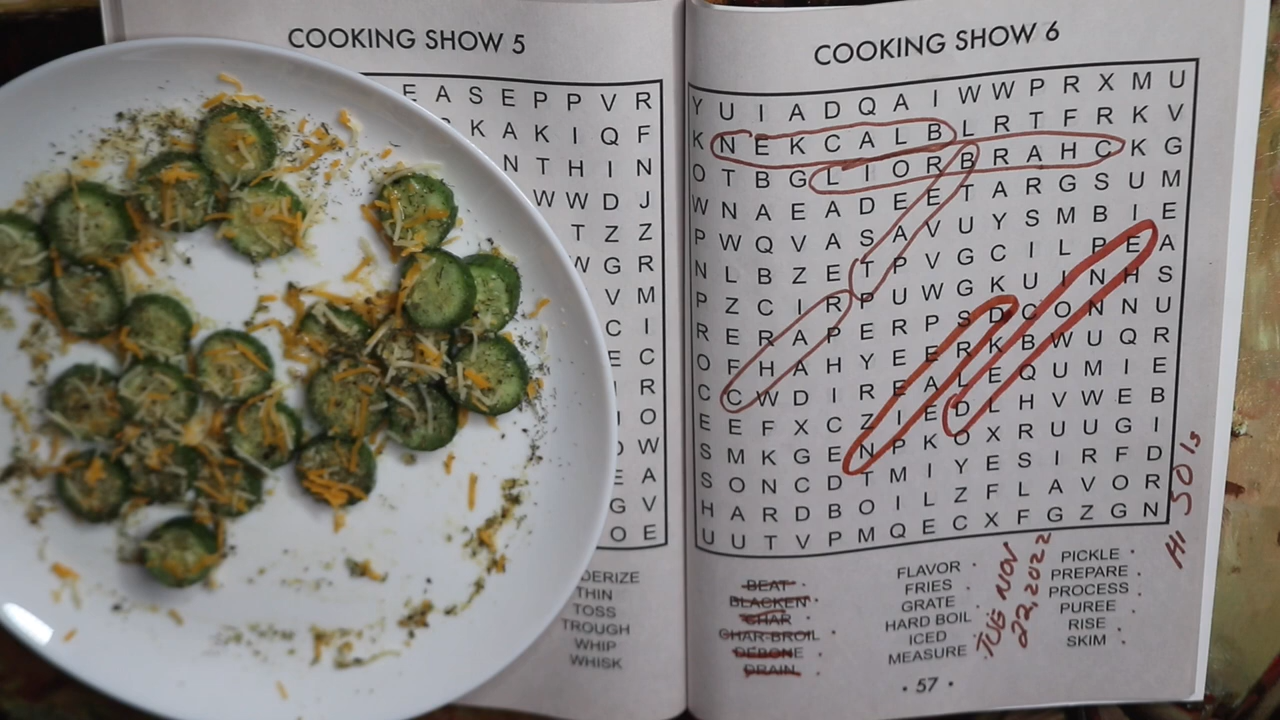 COOKING SHOW 5
E A S E P P V R
K A K I Q F
N T H I N
W W D J
T Z Z
W G R
V M
C I
E C
R
O
W
A
G V
O E
THIN
TOSS
TROUGH
WHIP
WHISK
COOKING SHOW 6
Y U I A D Q A I W W P R X M U
K N E K C A L B L R T F R K V
O T B G L I O R B R A H C K G
W N A E A D E E T A R G S U M
P W Q V A S A V U Y S M B I E
N L B Z E T P V G C I L P E A
P Z C I R P U W G K U I N H S
R E R A P E R P S D C O N N U
O F H A H Y E E R K B W U Q R
C C W D I R E A L E Q U M I E
E E F X C Z I E D L H V W E B
S M K G E N P K O X R U U G I
S O N C D T M I Y E S I R F D
H A R D B O I L Z F L A V O R
U U T V P M Q E C X F G Z G N
BEAT
BLACKEN
CHAR
CHAR-BROIL
DEBONE
DRAIN
FLAVOR
FRIES
GRATE
HARD BOIL
ICED
MEASURE
PICKLE
PREPARE
PROCESS
PUREE
RISE
SKIM
TUE NOV
22, 2022
HI 50 Is
• 57 •